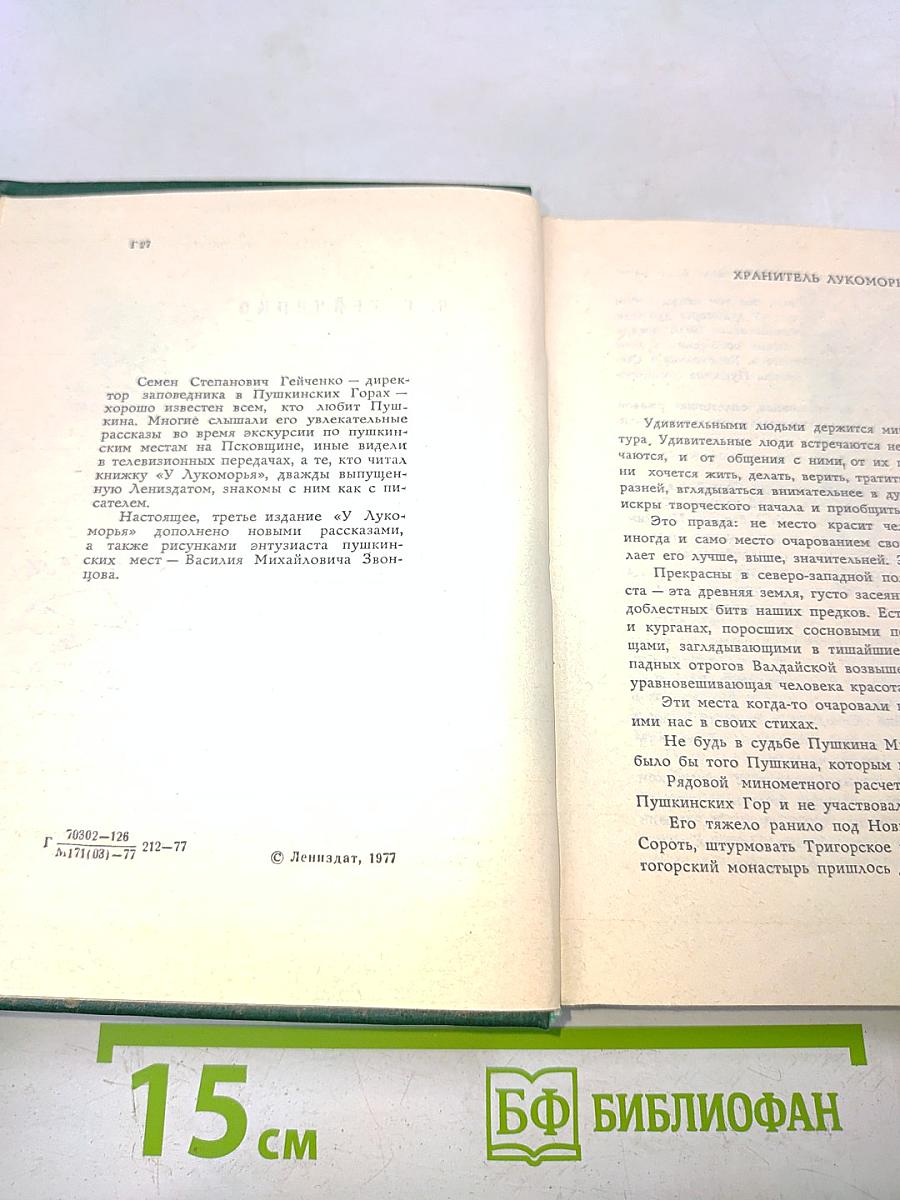 Г 27
Семен Степанович Гейченко — дирек-
тор заповедника в Пушкинских Горах —
хорошо известен всем, кто любит Пуш-
кина. Многие слышали его увлекательные
рассказы во время экскурсии по пушкин-
ским местам на Псковщине, иные видели
в телевизионных передачах, а те, кто читал
книжку «У Лукоморья», дважды выпущен-
ную Лениздатом, знакомы с ним как с пи-
сателем.
Настоящее, третье издание «У Луко-
морья» дополнено новыми рассказами,
а также рисунками энтузиаста пушкин-
ских мест — Василия Михайловича Звон-
цова.
Г 70302—126
М171(03)—77 212—77
© Лениздат, 1977
ХРАНИТЕЛЬ ЛУКОМОРЬ
Удивительными людьми держится ми
тура. Удивительные люди встречаются не
чаются, и от общения с ними, от их
ни хочется жить, делать, верить, тратит
разней, вглядываться внимательнее в ду
искры творческого начала и приобщить
Это правда: не место красит че
иногда и само место очарованием сво
лает его лучше, выше, значительней. Э
Прекрасны в северо-западной пол
ста — эта древняя земля, густо засеян
доблестных битв наших предков. Ест
и курганах, поросших сосновыми п
щами, заглядывающими в тишайшие
падных отрогов Валдайской возвыше
уравновешивающая человека красота
Эти места когда-то очаровали
ими нас в своих стихах.
Не будь в судьбе Пушкина М
было бы того Пушкина, которым
Рядовой минометного расчет
Пушкинских Гор и не участвовал
Его тяжело ранило под Нов
Сороть, штурмовать Тригорское
тогорский монастырь пришлось
15 см
БФ БИБЛИОФАН